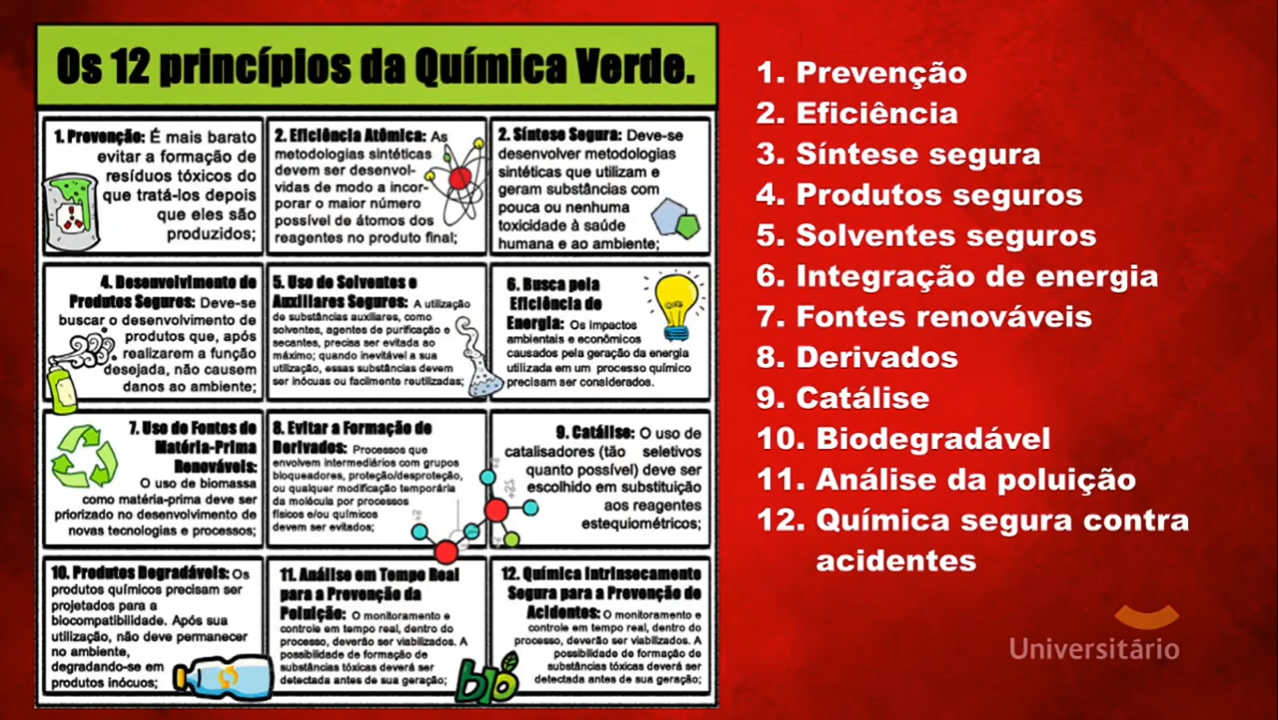 Os 12 princípios da Química Verde.
1. Prevenção: É mais barato
evitar a formação de
resíduos tóxicos do
que tratá-los depois
que eles são
produzidos;
2. Eficiência Atômica: As
metodologias sintéticas
devem ser desenvol-
vidas de modo a incor-
porar o maior número
possível de átomos dos
reagentes no produto final;
2. Síntese Segura: Deve-se
desenvolver metodologias
sintéticas que utilizam e
geram substâncias com
pouca ou nenhuma
toxicidade à saúde
humana e ao ambiente;
4. Desenvolvimento de
Produtos Seguros: Deve-se
buscar o desenvolvimento de
produtos que, após
realizarem a função
desejada, não causem
danos ao ambiente;
5. Uso de Solventes e
Auxiliares Seguros: A utilização
de substâncias auxiliares, como
solventes, agentes de purificação e
secantes, precisa ser evitada ao
máximo; quando inevitável a sua
utilização, essas substâncias devem
ser inócuas ou facilmente reutilizadas;
6. Busca pela
Eficiência de
Energia: Os impactos
ambientais e econômicos
causados pela geração da energia
utilizada em um processo químico
precisam ser considerados.
7. Uso de Fontes de
Matéria-Prima
Renováveis:
O uso de biomassa
como matéria-prima deve ser
priorizado no desenvolvimento de
novas tecnologias e processos;
8. Evitar a Formação de
Derivados: Processos que
envolvem intermediários com grupos
bloqueadores, proteção/desproteção,
ou qualquer modificação temporária
da molécula por processos
físicos e/ou químicos
devem ser evitados;
9. Catálise: O uso de
catalisadores (tão seletivos
quanto possível) deve ser
escolhido em substituição
aos reagentes
estequiométricos;
10. Produtos Degradáveis: Os
produtos químicos precisam ser
projetados para a
biocompatibilidade. Após sua
utilização, não deve permanecer
no ambiente,
degradando-se em
produtos inócuos;
11. Análise em Tempo Real
para a Prevenção da
Poluição: O monitoramento e
controle em tempo real, dentro do
processo, deverão ser viabilizados. A
possibilidade de formação de
substâncias tóxicas deverá ser
detectada antes de sua geração;
bio
12. Química Intrinsecamente
Segura para a Prevenção de
Acidentes: O monitoramento e
controle em tempo real, dentro do
processo, deverão ser viabilizados. A
possibilidade de formação de
substâncias tóxicas deverá ser
detectada antes de sua geração;
1. Prevenção
2. Eficiência
3. Síntese segura
4. Produtos seguros
5. Solventes seguros
6. Integração de energia
7. Fontes renováveis
8. Derivados
9. Catálise
10. Biodegradável
11. Análise da poluição
12. Química segura contra
acidentes
Universitário